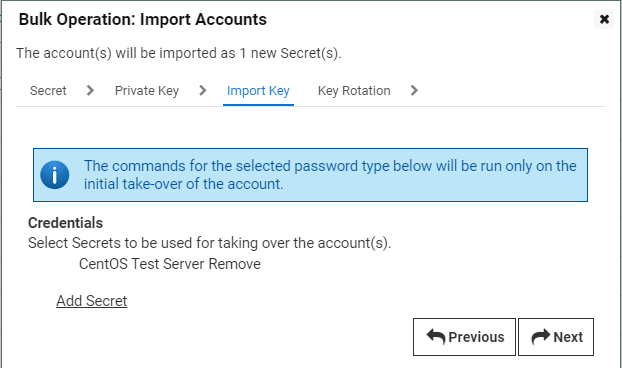 Bulk Operation: Import Accounts
The account(s) will be imported as 1 new Secret(s).
Secret > Private Key > Import Key Key Rotation >
The commands for the selected password type below will be run only on the
initial take-over of the account.
Credentials
Select Secrets to be used for taking over the account(s).
CentOS Test Server Remove
Add Secret
Previous Next